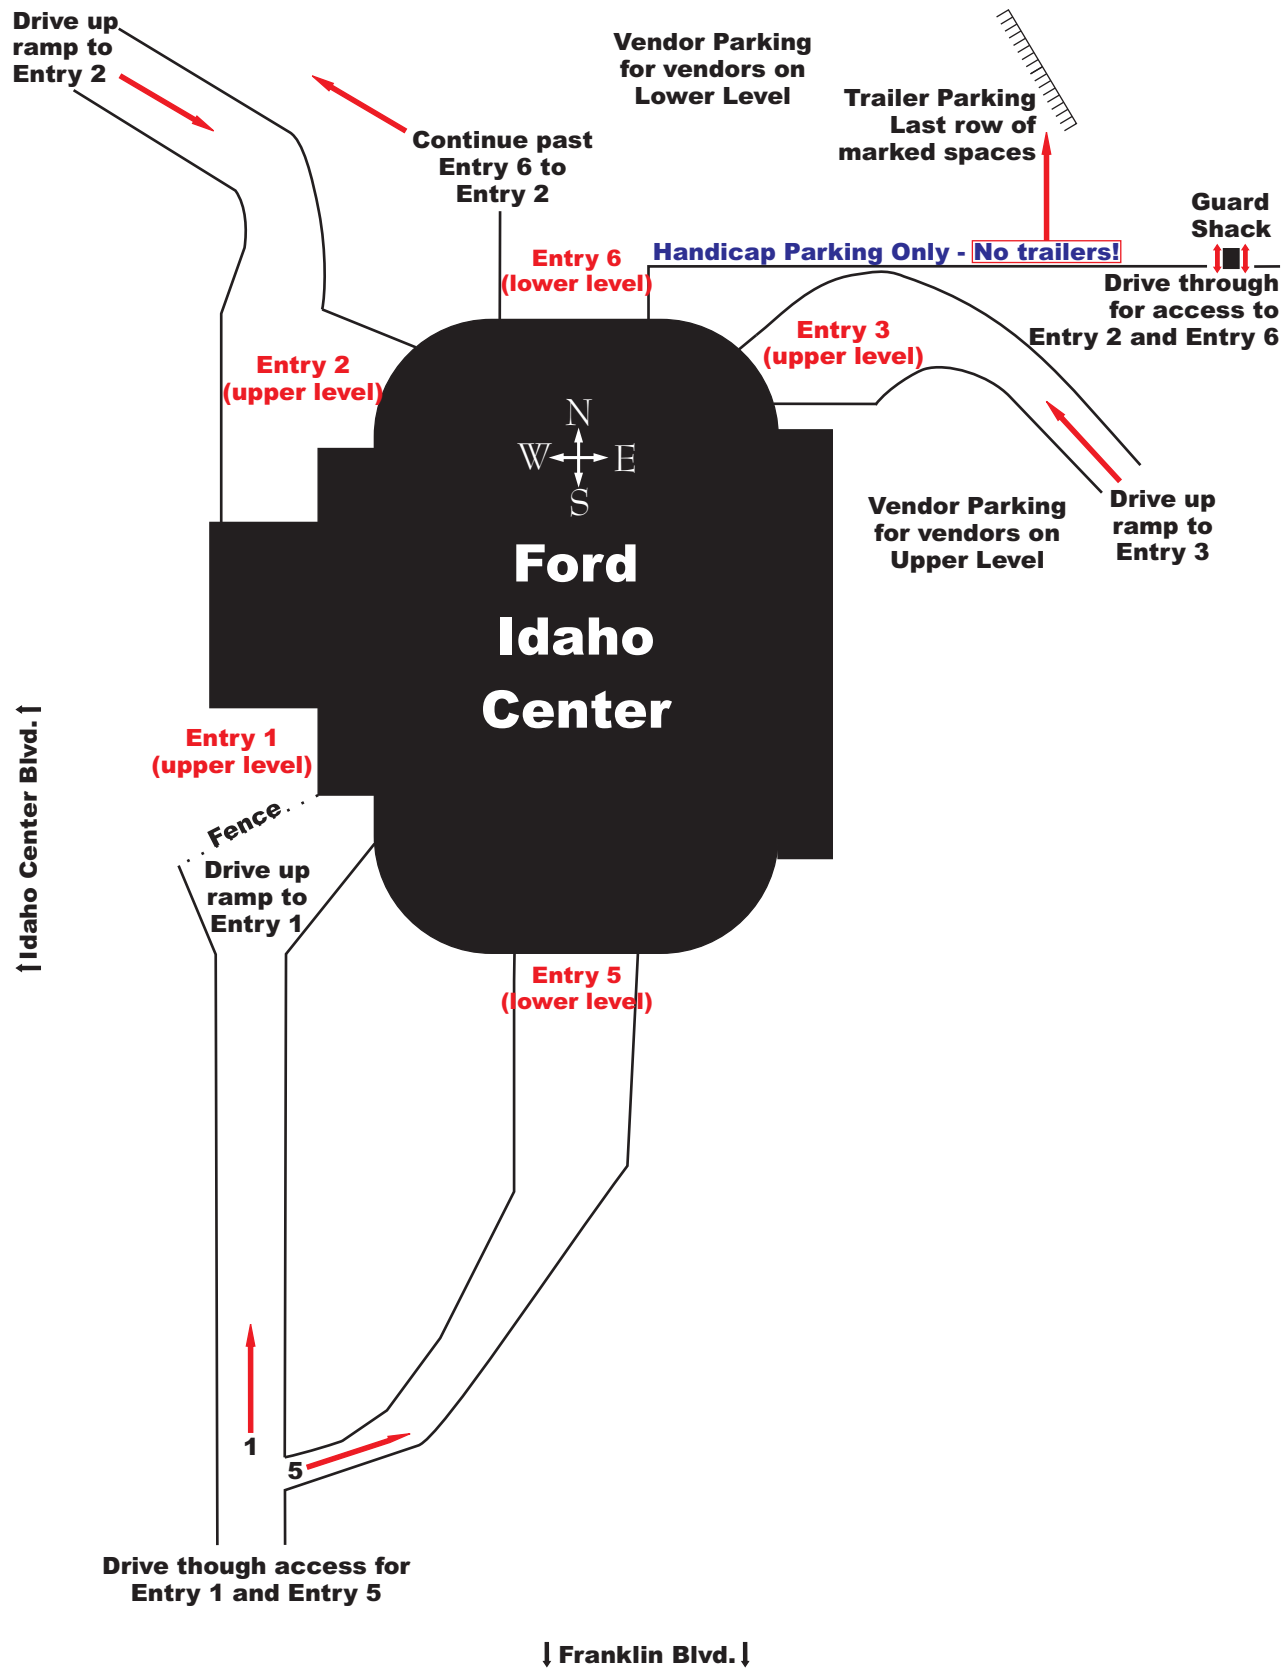 Drive up
ramp to
Entry 2
Vendor Parking
for vendors on
Lower Level
Trailer Parking
Last row of
marked spaces
Continue past
Entry 6 to
Entry 2
Guard
Shack
Entry 6
(lower level)
Handicap Parking Only - No trailers!
Drive through
for access to
Entry 2 and Entry 6
Entry 3
(upper level)
Entry 2
(upper level)
N
W E
S
Vendor Parking
for vendors on
Upper Level
Drive up
ramp to
Entry 3
Ford
Idaho
Center
Idaho Center Blvd.
Entry 1
(upper level)
Fence
Drive up
ramp to
Entry 1
Entry 5
(lower level)
1
5
Drive though access for
Entry 1 and Entry 5
Franklin Blvd.